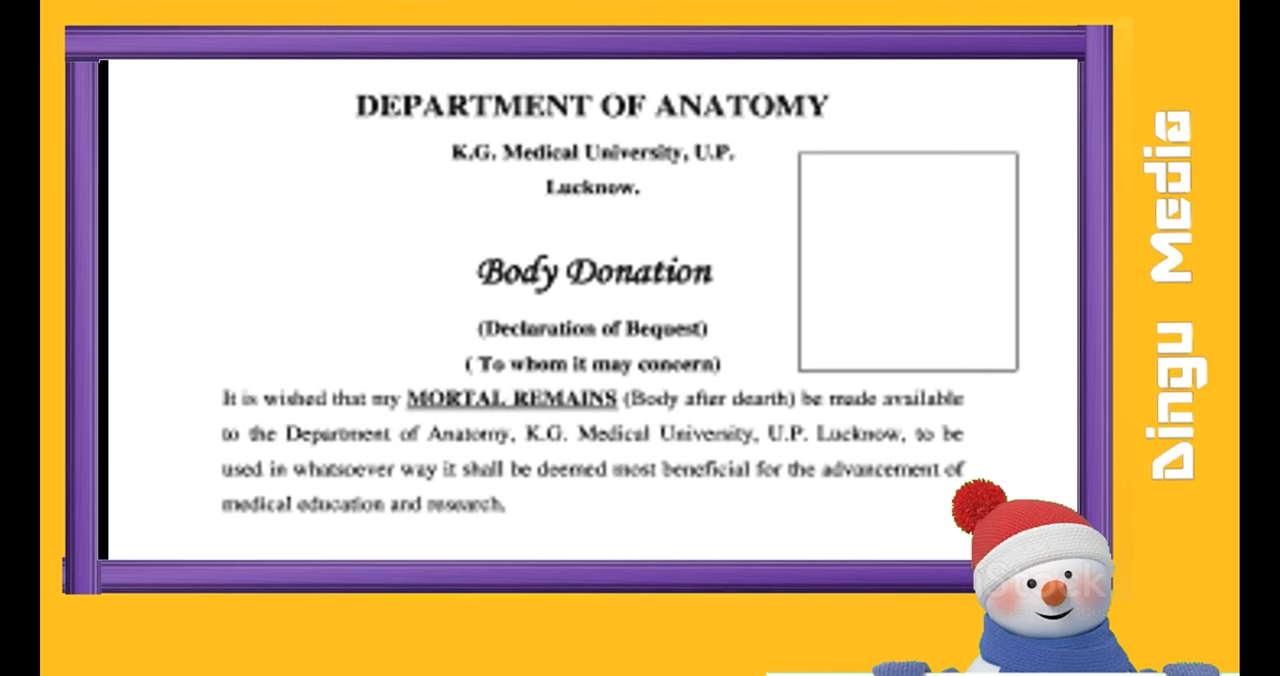 DEPARTMENT OF ANATOMY
K.G. Medical University, U.P.
Lucknow.
Body Donation
(Declaration of Bequest)
( To whom it may concern)
It is wished that my MORTAL REMAINS (Body after dearth) be made available
to the Department of Anatomy, K.G. Medical University, U.P. Lucknow, to be
used in whatsoever way it shall be deemed most beneficial for the advancement of
medical education and research.
Dingu Media
iStock